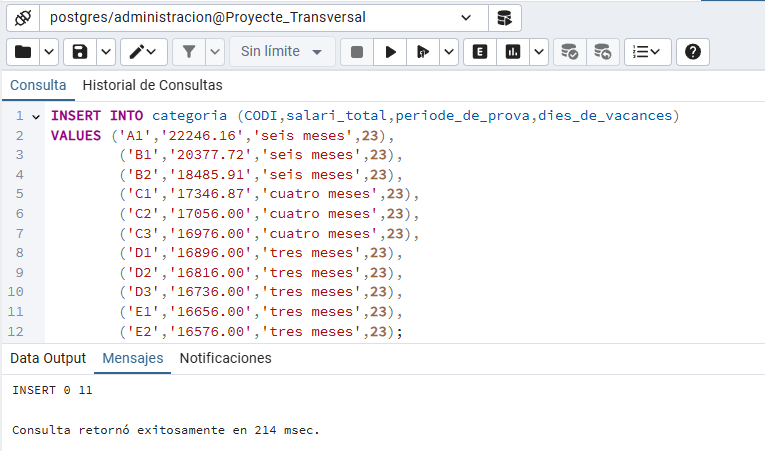 postgres/administracion@Proyecte_Transversal
Sin límite
E
Consulta Historial de Consultas
1 INSERT INTO categoria (CODI,salari_total,periode_de_prova,dies_de_vacances)
2 VALUES ('A1','22246.16','seis meses',23),
3 ('B1','20377.72','seis meses',23),
4 ('B2','18485.91','seis meses',23),
5 ('C1','17346.87','cuatro meses',23),
6 ('C2','17056.00','cuatro meses',23),
7 ('C3','16976.00','cuatro meses',23),
8 ('D1','16896.00','tres meses',23),
9 ('D2','16816.00','tres meses',23),
10 ('D3','16736.00','tres meses',23),
11 ('E1','16656.00','tres meses',23),
12 ('E2','16576.00','tres meses',23);
Data Output Mensajes Notificaciones
INSERT 0 11
Consulta retornó exitosamente en 214 msec.